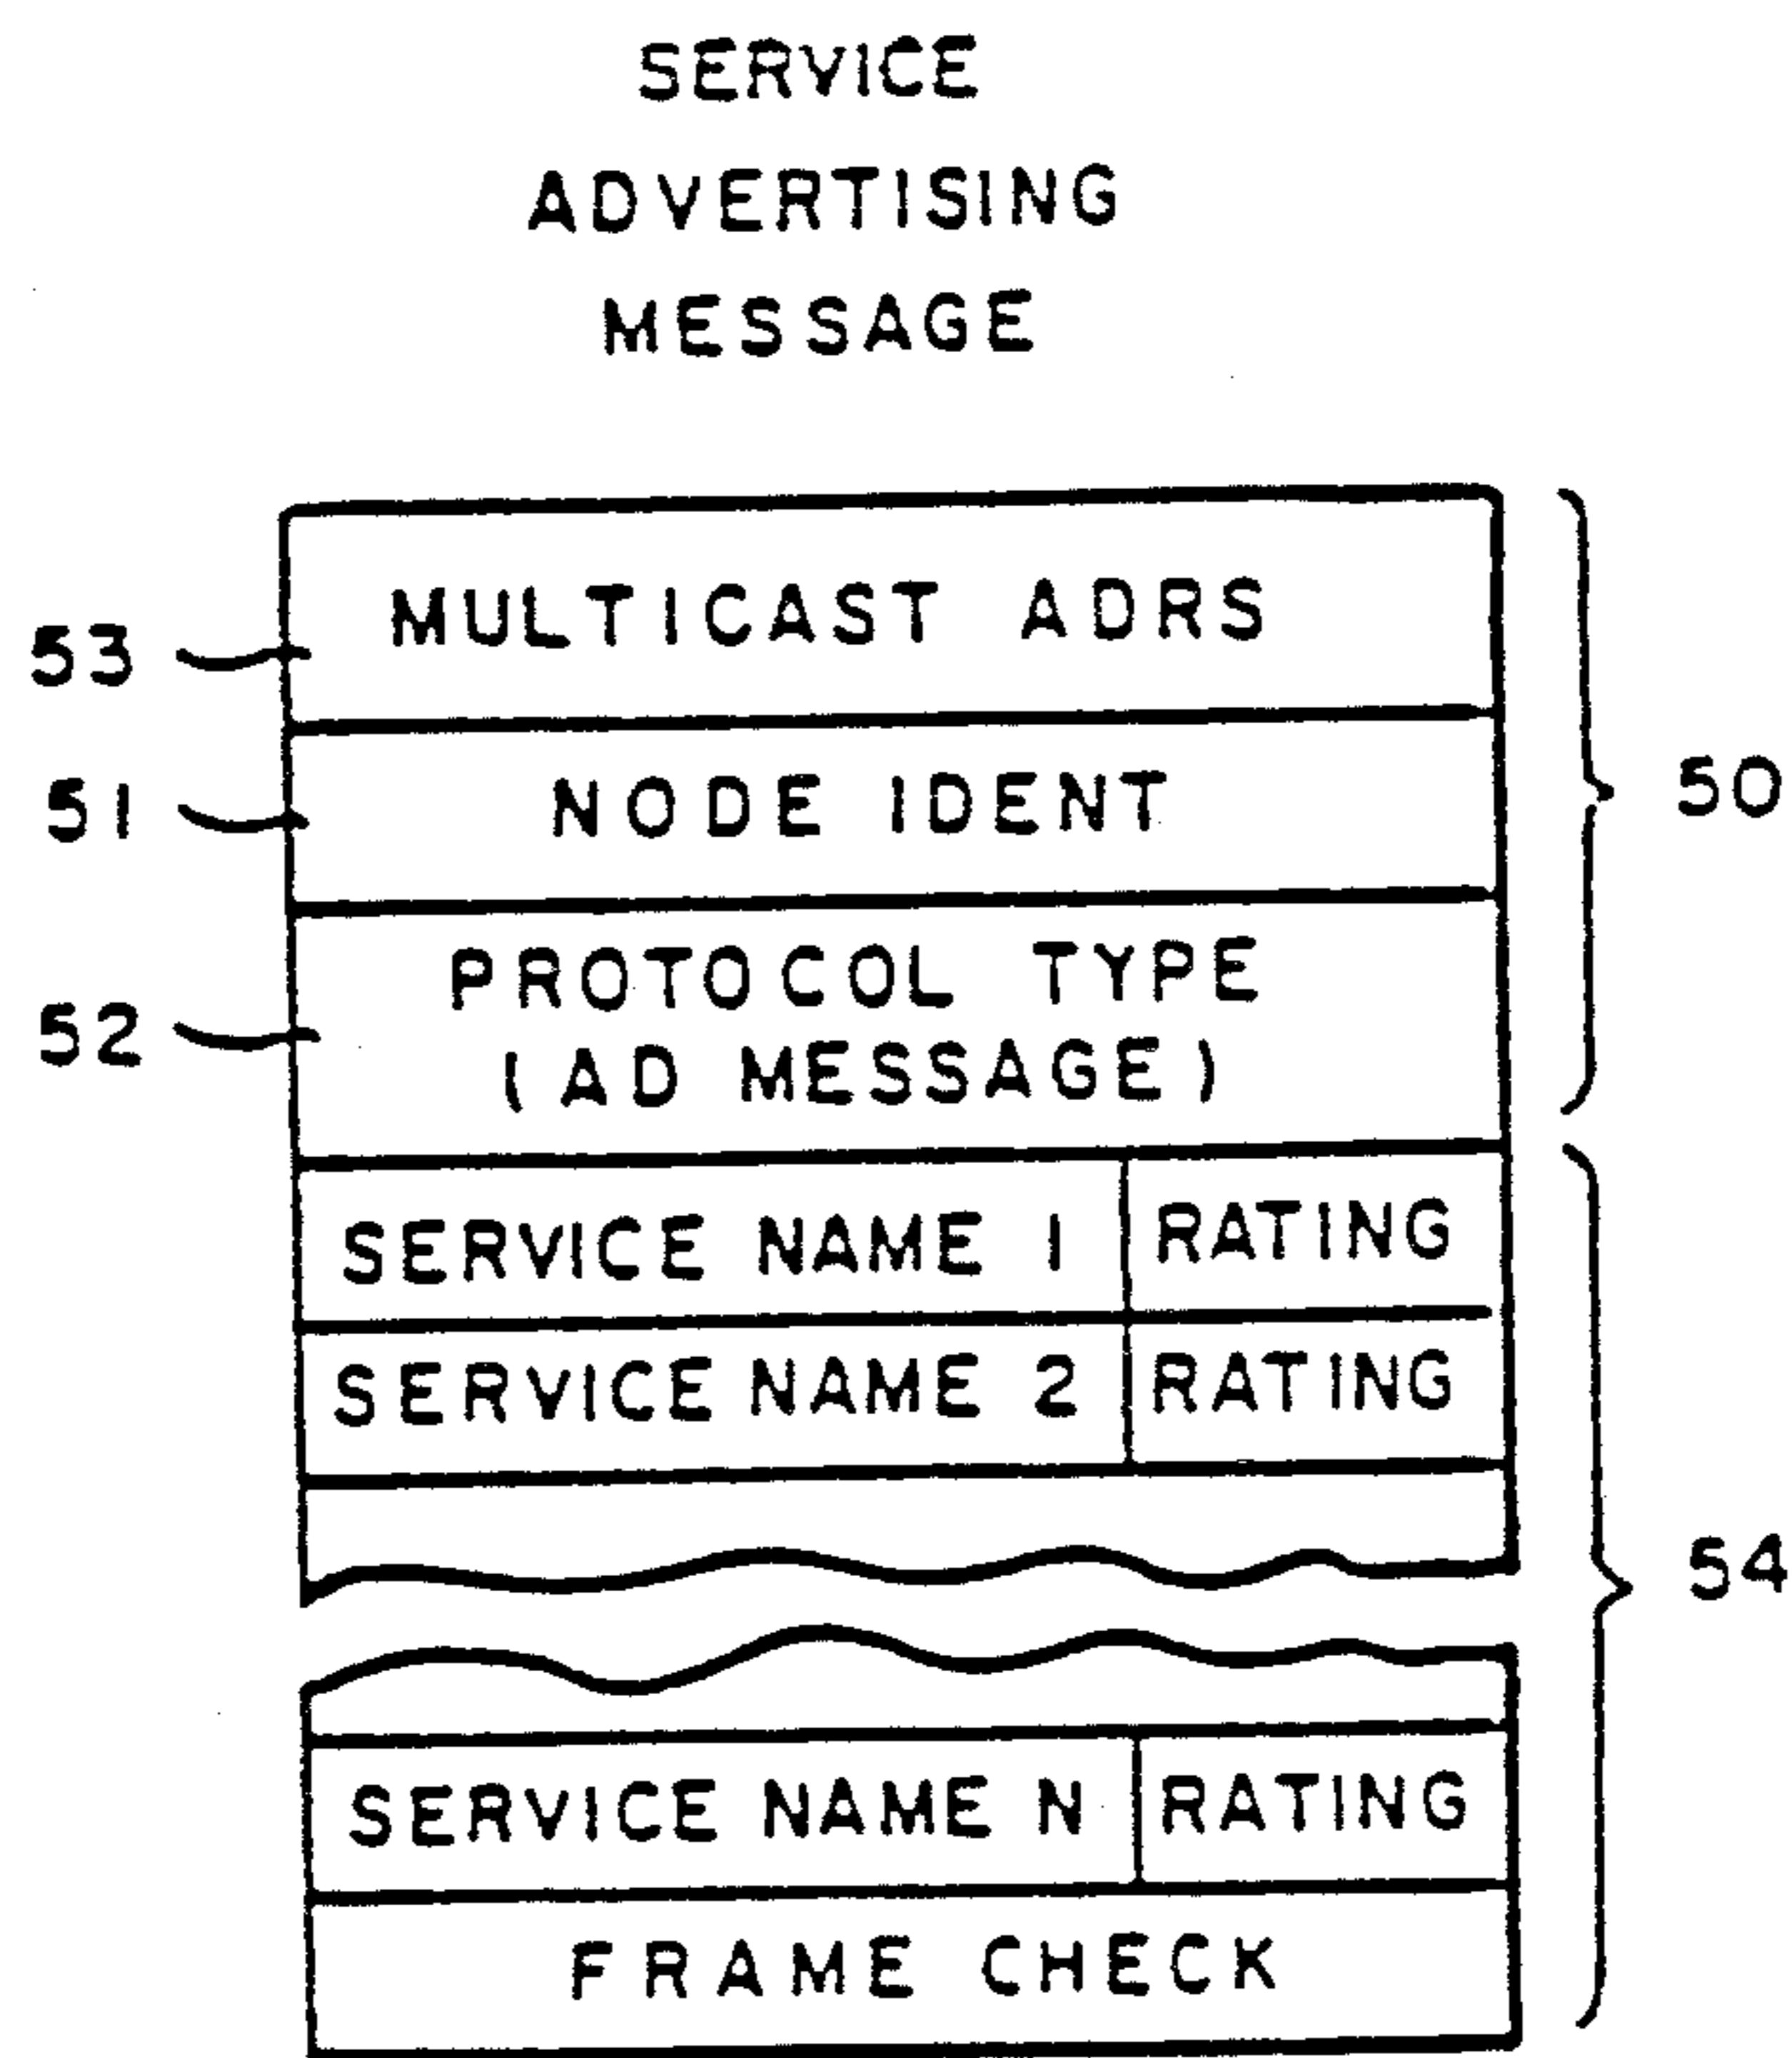 SERVICE
ADVERTISING
MESSAGE
MULTICAST ADRS
53
NODE IDENT
51
50
PROTOCOL TYPE
(AD MESSAGE)
52
SERVICE NAME 1 RATING
SERVICE NAME 2 RATING
54
SERVICE NAME N RATING
FRAME CHECK